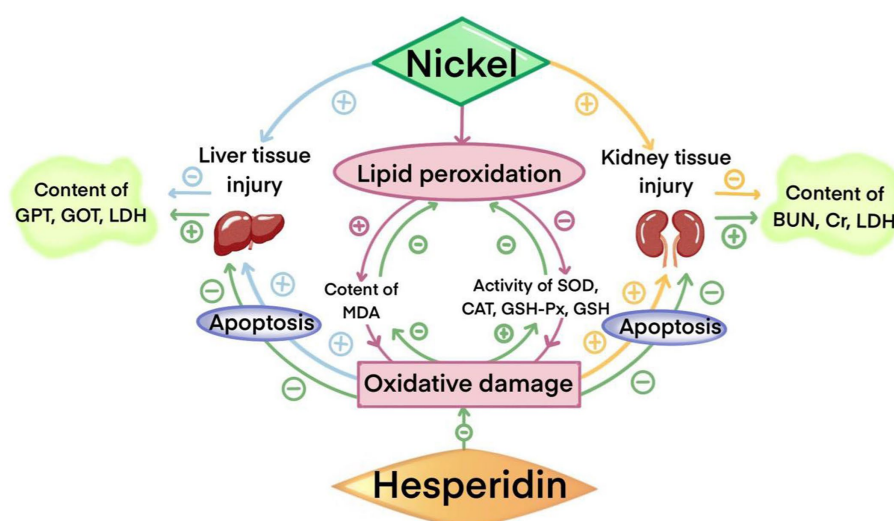 Nickel
Liver tissue
injury
Lipid peroxidation
Kidney tissue
injury
Content of
GPT, GOT, LDH
Content of
BUN, Cr, LDH
Cotent of
MDA
Activity of SOD,
CAT, GSH-Px, GSH
Apoptosis
Apoptosis
Oxidative damage
Hesperidin